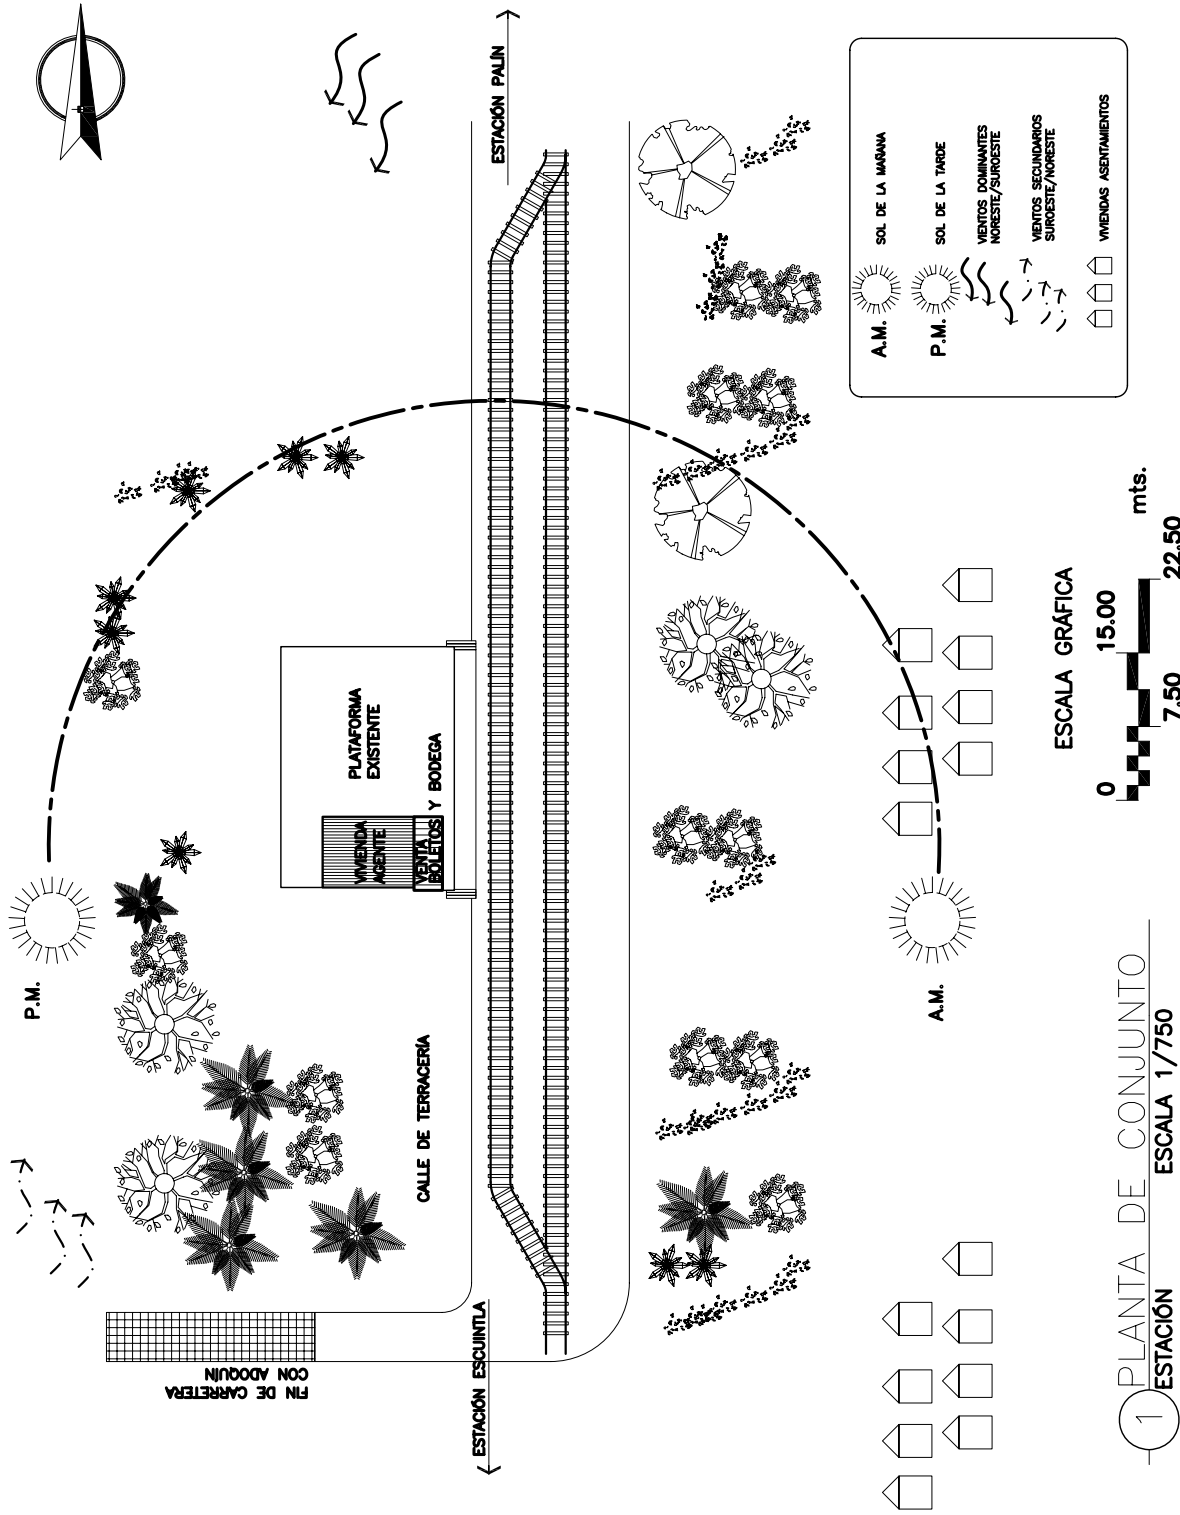 ESTACIÓN PALÍN
P.M.
PLATAFORMA
EXISTENTE
VIVIENDA
AGENTE
VENTA
BOLETOS Y BODEGA
CALLE DE TERRACERÍA
FIN DE CARRETERA
CON ADOQUÍN
ESTACIÓN ESCUINTLA
A.M.
A.M. SOL DE LA MAÑANA
P.M. SOL DE LA TARDE
VIENTOS DOMINANTES
NORESTE/SUROESTE
VIENTOS SECUNDARIOS
SUROESTE/NORESTE
VIVIENDAS ASENTAMIENTOS
ESCALA GRÁFICA
0 15.00 mts.
7.50 22.50
1 PLANTA DE CONJUNTO
ESTACIÓN ESCALA 1/750